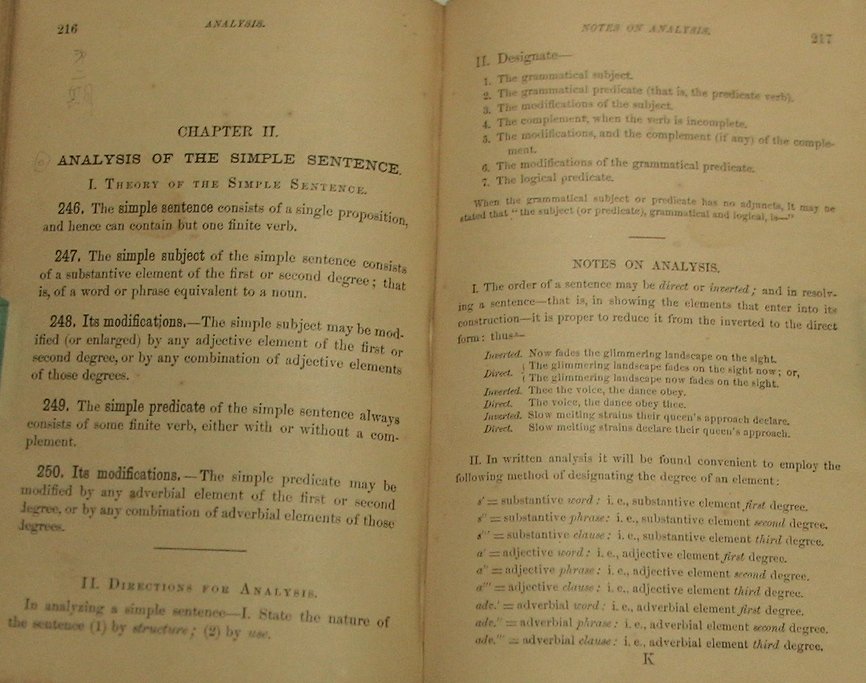 216
ANALYSIS.
CHAPTER II.
ANALYSIS OF THE SIMPLE SENTENCE.
I. THEORY OF THE SIMPLE SENTENCE.
246. The simple sentence consists of a single proposition,
and hence can contain but one finite verb.
247. The simple subject of the simple sentence consists
of a substantive element of the first or second degree; that
is, of a word or phrase equivalent to a noun.
248. Its modifications.—The simple subject may be mod-
ified (or enlarged) by any adjective element of the first or
second degree, or by any combination of adjective elements
of those degrees.
249. The simple predicate of the simple sentence always
consists of some finite verb, either with or without a com-
plement.
250. Its modifications.—The simple predicate may be
modified by any adverbial element of the first or second
degree, or by any combination of adverbial elements of those
degrees.
II. DIRECTIONS FOR ANALYSIS.
In analyzing a simple sentence—I. State the nature of
the sentence (1) by structure; (2) by use.
NOTES ON ANALYSIS.
217
II. Designate—
1. The grammatical subject.
2. The grammatical predicate (that is, the predicate verb).
3. The modifications of the subject.
4. The complement, when the verb is incomplete.
5. The modifications, and the complement (if any) of the comple-
ment.
6. The modifications of the grammatical predicate.
7. The logical predicate.
When the grammatical subject or predicate has no adjuncts, it may be
stated that "the subject (or predicate), grammatical and logical, is—"
NOTES ON ANALYSIS.
I. The order of a sentence may be direct or inverted; and in resolv-
ing a sentence—that is, in showing the elements that enter into its
construction—it is proper to reduce it from the inverted to the direct
form: thus—
Inverted. Now fades the glimmering landscape on the sight.
Direct. { The glimmering landscape fades on the sight now; or,
{ The glimmering landscape now fades on the sight.
Inverted. Thee the voice, the dance obey.
Direct. The voice, the dance obey thee.
Inverted. Slow melting strains their queen's approach declare.
Direct. Slow melting strains declare their queen's approach.
II. In written analysis it will be found convenient to employ the
following method of designating the degree of an element:
s' = substantive word: i. e., substantive element first degree.
s'' = substantive phrase: i. e., substantive element second degree.
s''' = substantive clause: i. e., substantive element third degree.
a' = adjective word: i. e., adjective element first degree.
a'' = adjective phrase: i. e., adjective element second degree.
a''' = adjective clause: i. e., adjective element third degree.
adv.' = adverbial word: i. e., adverbial element first degree.
adv.'' = adverbial phrase: i. e., adverbial element second degree.
adv.''' = adverbial clause: i. e., adverbial element third degree.
K